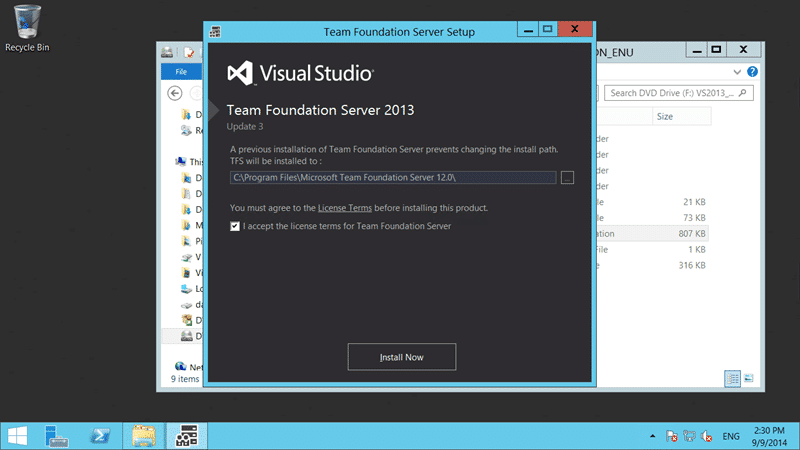 Recycle Bin
Team Foundation Server Setup
ON_ENU
File
Search DVD Drive (F:) VS2013_...
Visual Studio
Team Foundation Server 2013
Update 3
A previous installation of Team Foundation Server prevents changing the install path.
TFS will be installed to :
C:\Program Files\Microsoft Team Foundation Server 12.0\
...
You must agree to the License Terms before installing this product.
I accept the license terms for Team Foundation Server
Install Now
Da
Re
This
De
Do
Do
M
Pi
V
Vi
Lo
da
D
D
Net
9 items
Size
der
der
der
der
le
21 KB
le
73 KB
ation
807 KB
File
1 KB
e
316 KB
ENG
2:30 PM
9/9/2014